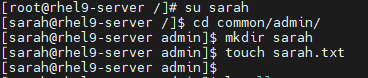 [root@rhel9-server /]# su sarah
[sarah@rhel9-server /]$ cd common/admin/
[sarah@rhel9-server admin]$ mkdir sarah
[sarah@rhel9-server admin]$ touch sarah.txt
[sarah@rhel9-server admin]$